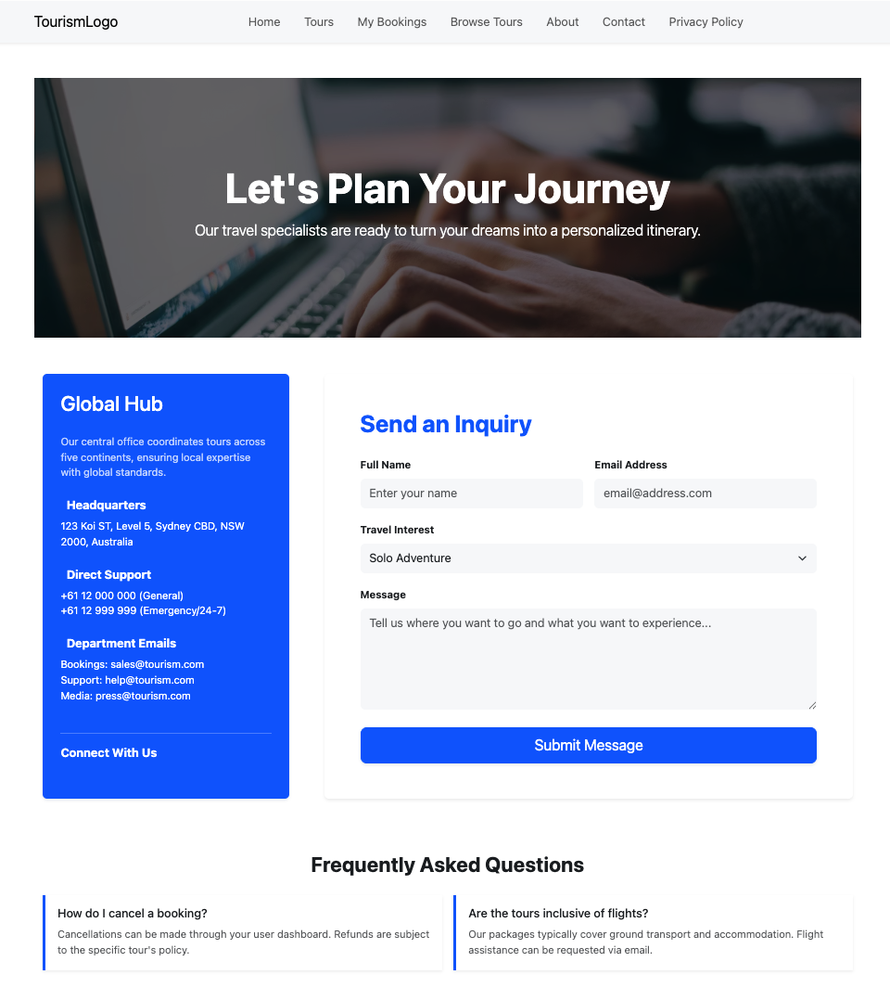 TourismLogo
Home
Tours
My Bookings
Browse Tours
About
Contact
Privacy Policy
Let's Plan Your Journey
Our travel specialists are ready to turn your dreams into a personalized itinerary.
Global Hub
Our central office coordinates tours across
five continents, ensuring local expertise
with global standards.
Headquarters
123 Koi ST, Level 5, Sydney CBD, NSW
2000, Australia
Direct Support
+61 12 000 000 (General)
+61 12 999 999 (Emergency/24-7)
Department Emails
Bookings: sales@tourism.com
Support: help@tourism.com
Media: press@tourism.com
Connect With Us
Send an Inquiry
Full Name
Email Address
Enter your name
email@address.com
Travel Interest
Solo Adventure
Message
Tell us where you want to go and what you want to experience...
Submit Message
Frequently Asked Questions
How do I cancel a booking?
Cancellations can be made through your user dashboard. Refunds are subject
to the specific tour's policy.
Are the tours inclusive of flights?
Our packages typically cover ground transport and accommodation. Flight
assistance can be requested via email.